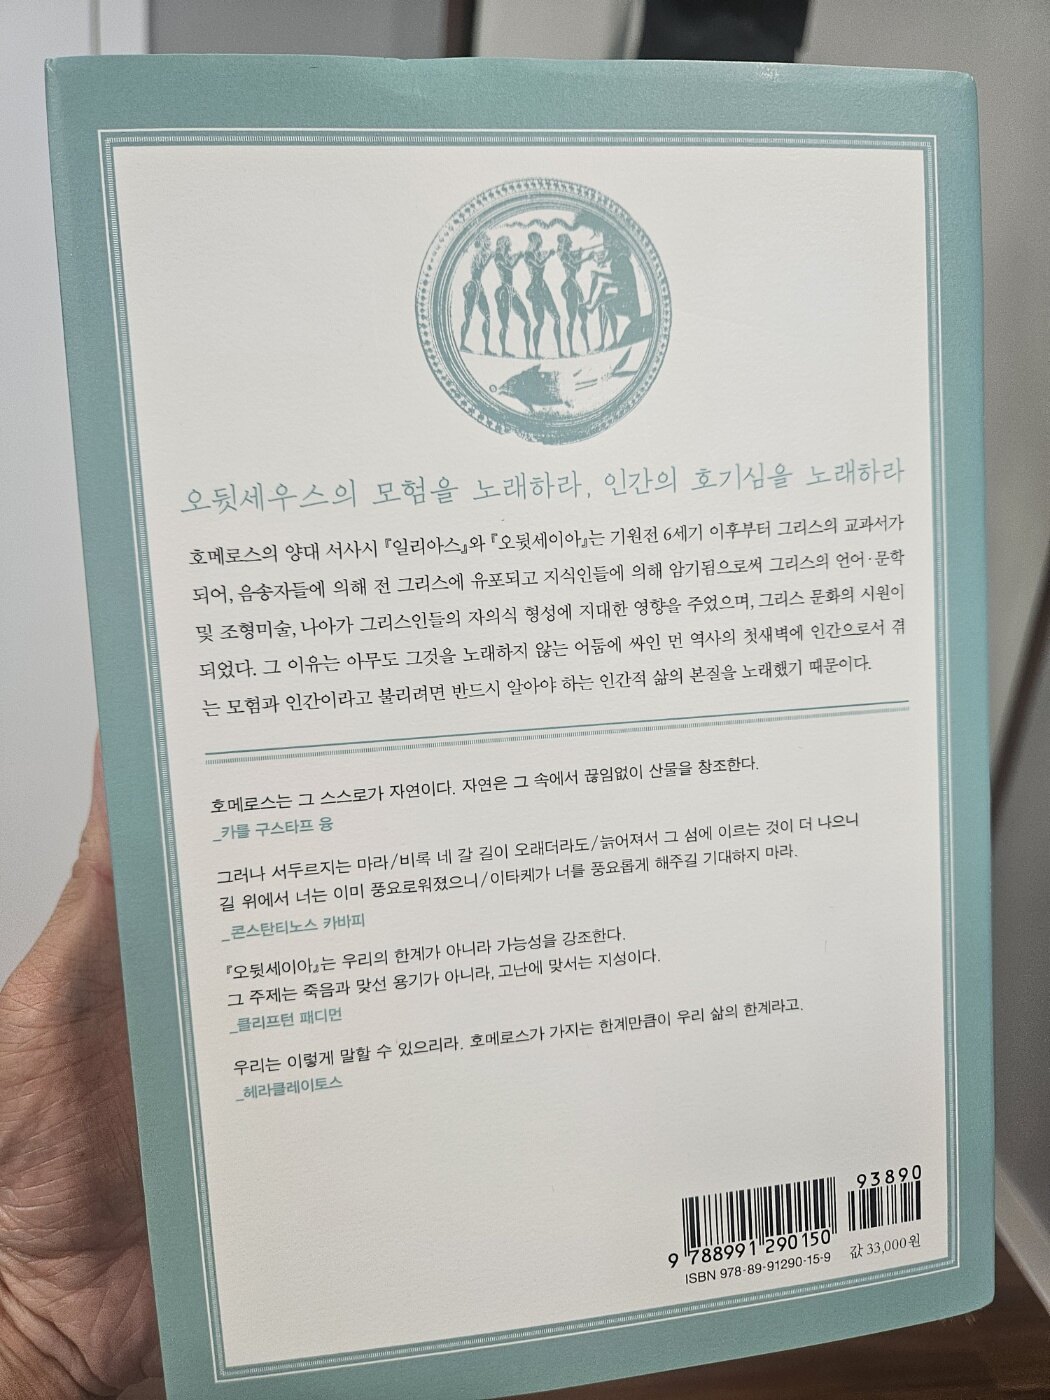 오뒷세우스의 모험을 노래하라, 인간의 호기심을 노래하라
호메로스의 양대 서사시 『일리아스』와 『오뒷세이아』는 기원전 6세기 이후부터 그리스의 교과서가
되어, 음송자들에 의해 전 그리스에 유포되고 지식인들에 의해 암기됨으로써 그리스의 언어·문학
및 조형미술, 나아가 그리스인들의 자의식 형성에 지대한 영향을 주었으며, 그리스 문화의 시원이
되었다. 그 이유는 아무도 그것을 노래하지 않는 어둠에 싸인 먼 역사의 첫새벽에 인간으로서 겪
는 모험과 인간이라고 불리려면 반드시 알아야 하는 인간적 삶의 본질을 노래했기 때문이다.
호메로스는 그 스스로가 자연이다. 자연은 그 속에서 끊임없이 산물을 창조한다.
_카를 구스타프 융
그러나 서두르지는 마라/비록 네 갈 길이 오래더라도/늙어져서 그 섬에 이르는 것이 더 나으니
길 위에서 너는 이미 풍요로워졌으니/이타케가 너를 풍요롭게 해주길 기대하지 마라.
_콘스탄티노스 카바피
『오뒷세이아』는 우리의 한계가 아니라 가능성을 강조한다.
그 주제는 죽음과 맞선 용기가 아니라, 고난에 맞서는 지성이다.
_클리프턴 패디먼
우리는 이렇게 말할 수 있으리라. 호메로스가 가지는 한계만큼이 우리 삶의 한계라고.
_헤라클레이토스
93890
9 788991 290150
값 33,000원
ISBN 978-89-91290-15-9